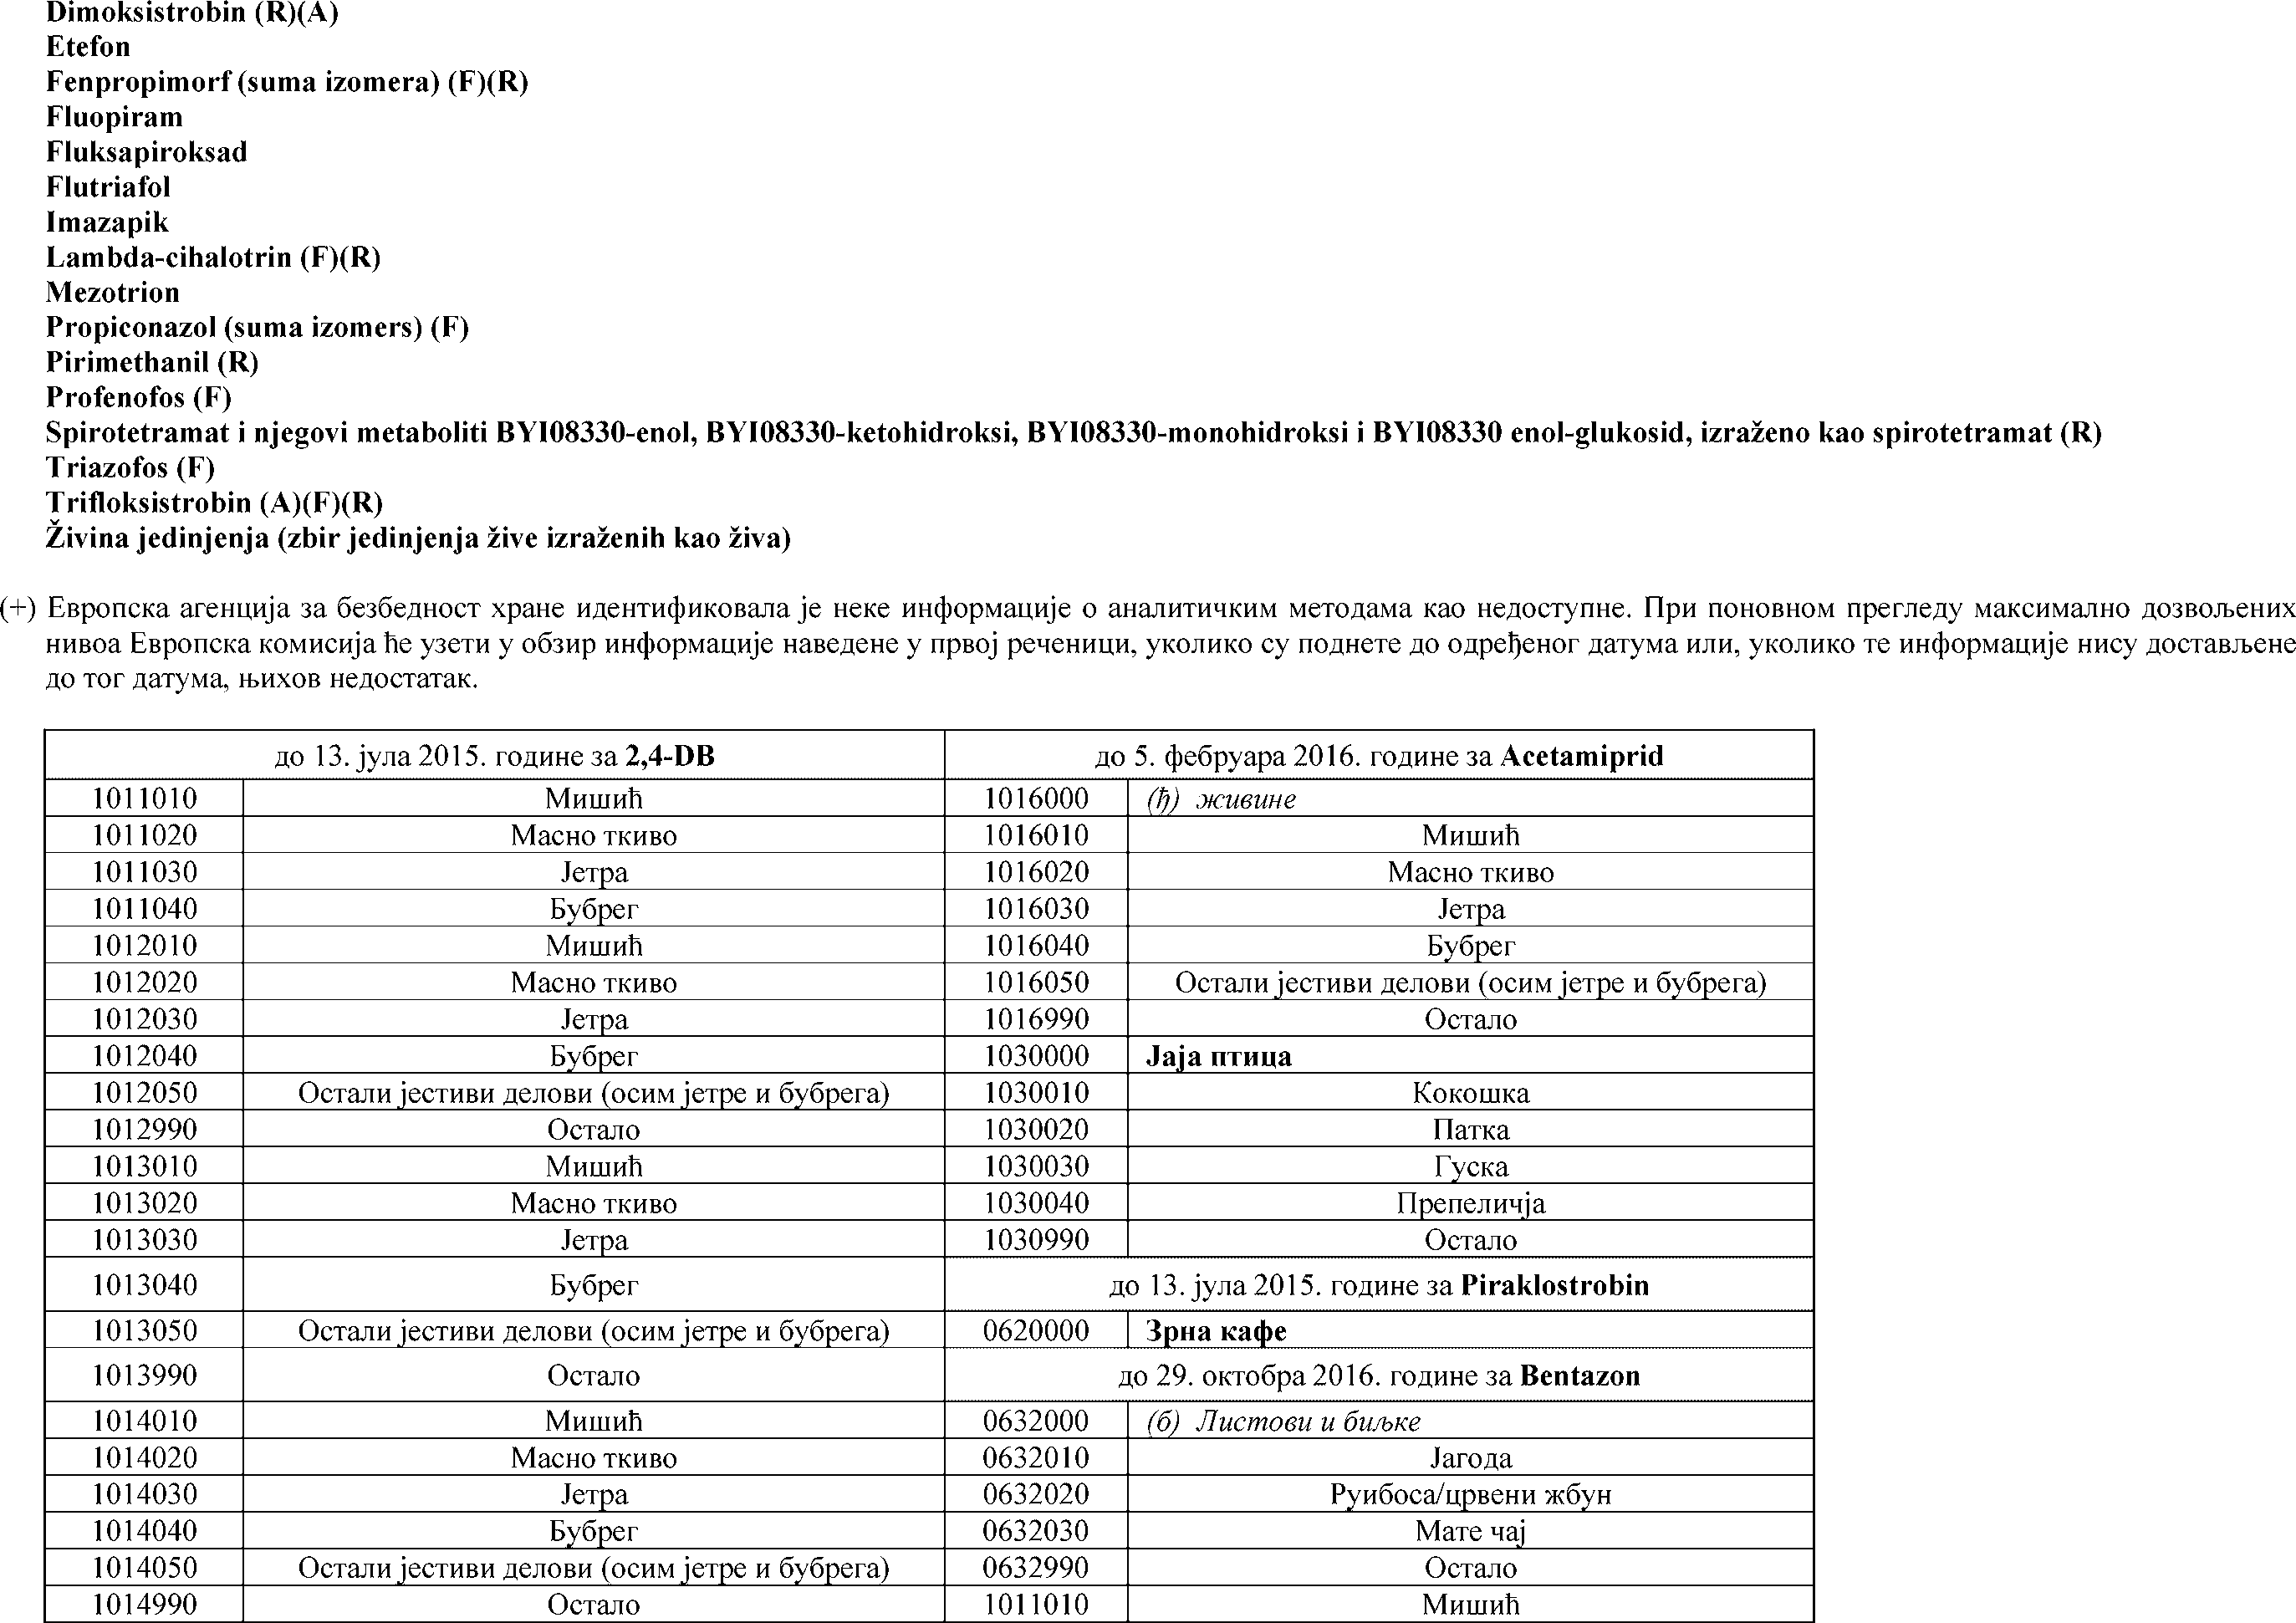 Dimoksistrobin (R)(A)
Etefon
Fenpropimorf (suma izomera) (F)(R)
Fluopiram
Fluksapiroksad
Flutriafol
Imazapik
Lambda-cihalotrin (F)(R)
Mezotrion
Propiconazol (suma izomers) (F)
Pirimethanil (R)
Profenofos (F)
Spirotetramat i njegovi metaboliti BYI08330-enol, BYI08330-ketohidroksi, BYI08330-monohidroksi i BYI08330 enol-glukosid, izraženo kao spirotetramat (R)
Triazofos (F)
Trifloksistrobin (A)(F)(R)
Živina jedinjenja (zbir jedinjenja žive izraženih kao živa)
(+) Европска агенција за безбедност хране идентификовала је неке информације о аналитичким методама као недоступне. При поновном прегледу максимално дозвољених
нивоа Европска комисија ће узети у обзир информације наведене у првој реченици, уколико су поднете до одређеног датума или, уколико те информације нису достављене
до тог датума, њихов недостатак.
до 13. јула 2015. године за 2,4-DB до 5. фебруара 2016. године за Acetamiprid
1011010 Мишић 1016000 (ђ) живине
1011020 Масно ткиво 1016010 Мишић
1011030 Јетра 1016020 Масно ткиво
1011040 Бубрег 1016030 Јетра
1012010 Мишић 1016040 Бубрег
1012020 Масно ткиво 1016050 Остали јестиви делови (осим јетре и бубрега)
1012030 Јетра 1016990 Остало
1012040 Бубрег 1030000 Јаја птица
1012050 Остали јестиви делови (осим јетре и бубрега) 1030010 Кокошка
1012990 Остало 1030020 Патка
1013010 Мишић 1030030 Гуска
1013020 Масно ткиво 1030040 Препеличја
1013030 Јетра 1030990 Остало
1013040 Бубрег до 13. јула 2015. године за Piraklostrobin
1013050 Остали јестиви делови (осим јетре и бубрега) 0620000 Зрна кафе
1013990 Остало до 29. октобра 2016. године за Bentazon
1014010 Мишић 0632000 (б) Листови и биљке
1014020 Масно ткиво 0632010 Јагода
1014030 Јетра 0632020 Руибоса/црвени жбун
1014040 Бубрег 0632030 Мате чај
1014050 Остали јестиви делови (осим јетре и бубрега) 0632990 Остало
1014990 Остало 1011010 Мишић